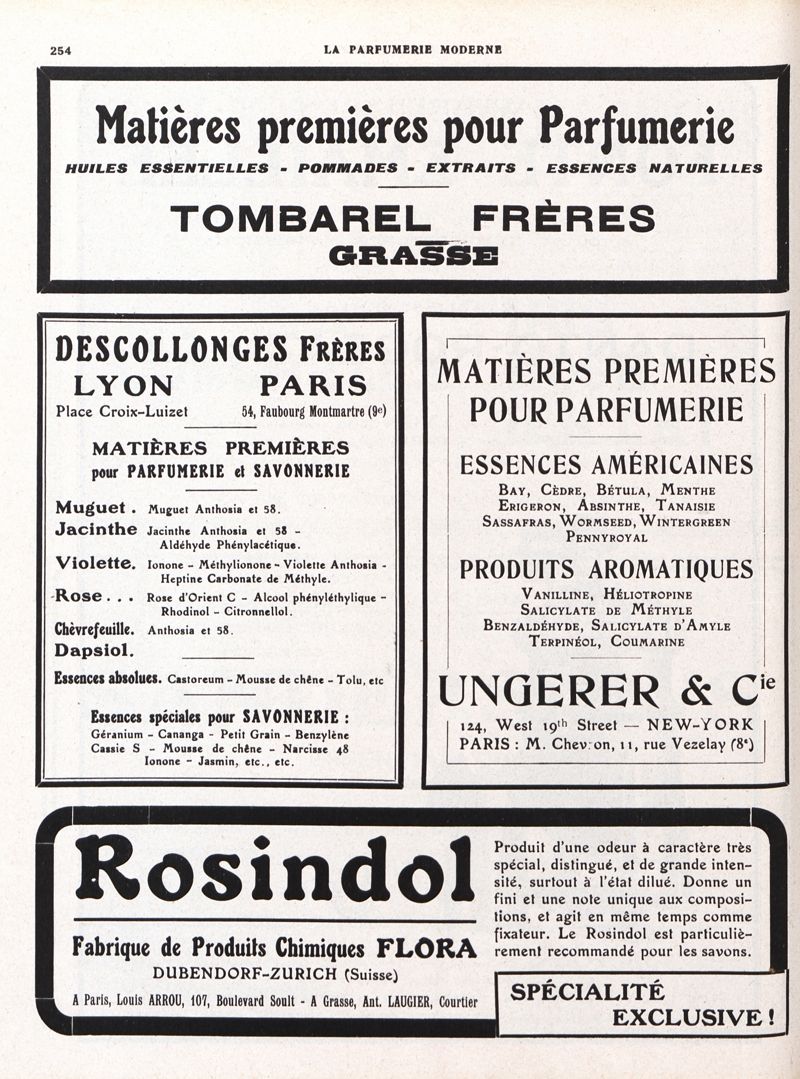 254
LA PARFUMERIE MODERNE
Matières premières pour Parfumerie
HUILES ESSENTIELLES - POMMADES - EXTRAITS - ESSENCES NATURELLES
TOMBAREL FRÈRES
GRASSE
DESCOLLONGES FRÈRES
LYON PARIS
Place Croix-Luizet 54, Faubourg Montmartre (9e)
MATIÈRES PREMIÈRES
pour PARFUMERIE et SAVONNERIE
Muguet . Muguet Anthosia et 58.
Jacinthe Jacinthe Anthosia et 58 -
Aldéhyde Phénylacétique.
Violette. Ionone - Méthylionone - Violette Anthosia -
Heptine Carbonate de Méthyle.
Rose . . . Rose d'Orient C - Alcool phényléthylique -
Rhodinol - Citronnellol.
Chèvrefeuille. Anthosia et 58.
Dapsiol.
Essences absolues. Castoreum - Mousse de chêne - Tolu, etc
Essences spéciales pour SAVONNERIE :
Géranium - Cananga - Petit Grain - Benzylène
Cassie S - Mousse de chêne - Narcisse 48
Ionone - Jasmin, etc., etc.
MATIÈRES PREMIÈRES
POUR PARFUMERIE
ESSENCES AMÉRICAINES
BAY, CÈDRE, BÉTULA, MENTHE
ERIGERON, ABSINTHE, TANAISIE
SASSAFRAS, WORMSEED, WINTERGREEN
PENNYROYAL
PRODUITS AROMATIQUES
VANILLINE, HÉLIOTROPINE
SALICYLATE DE MÉTHYLE
BENZALDÉHYDE, SALICYLATE D'AMYLE
TERPINÉOL, COUMARINE
UNGERER & Cie
124, West 19th Street — NEW-YORK
PARIS : M. Chevron, 11, rue Vezelay (8e)
Rosindol
Fabrique de Produits Chimiques FLORA
DUBENDORF-ZURICH (Suisse)
A Paris, Louis ARROU, 107, Boulevard Soult - A Grasse, Ant. LAUGIER, Courtier
Produit d'une odeur à caractère très
spécial, distingué, et de grande inten-
sité, surtout à l'état dilué. Donne un
fini et une note unique aux composi-
tions, et agit en même temps comme
fixateur. Le Rosindol est particuliè-
rement recommandé pour les savons.
SPÉCIALITÉ
EXCLUSIVE !